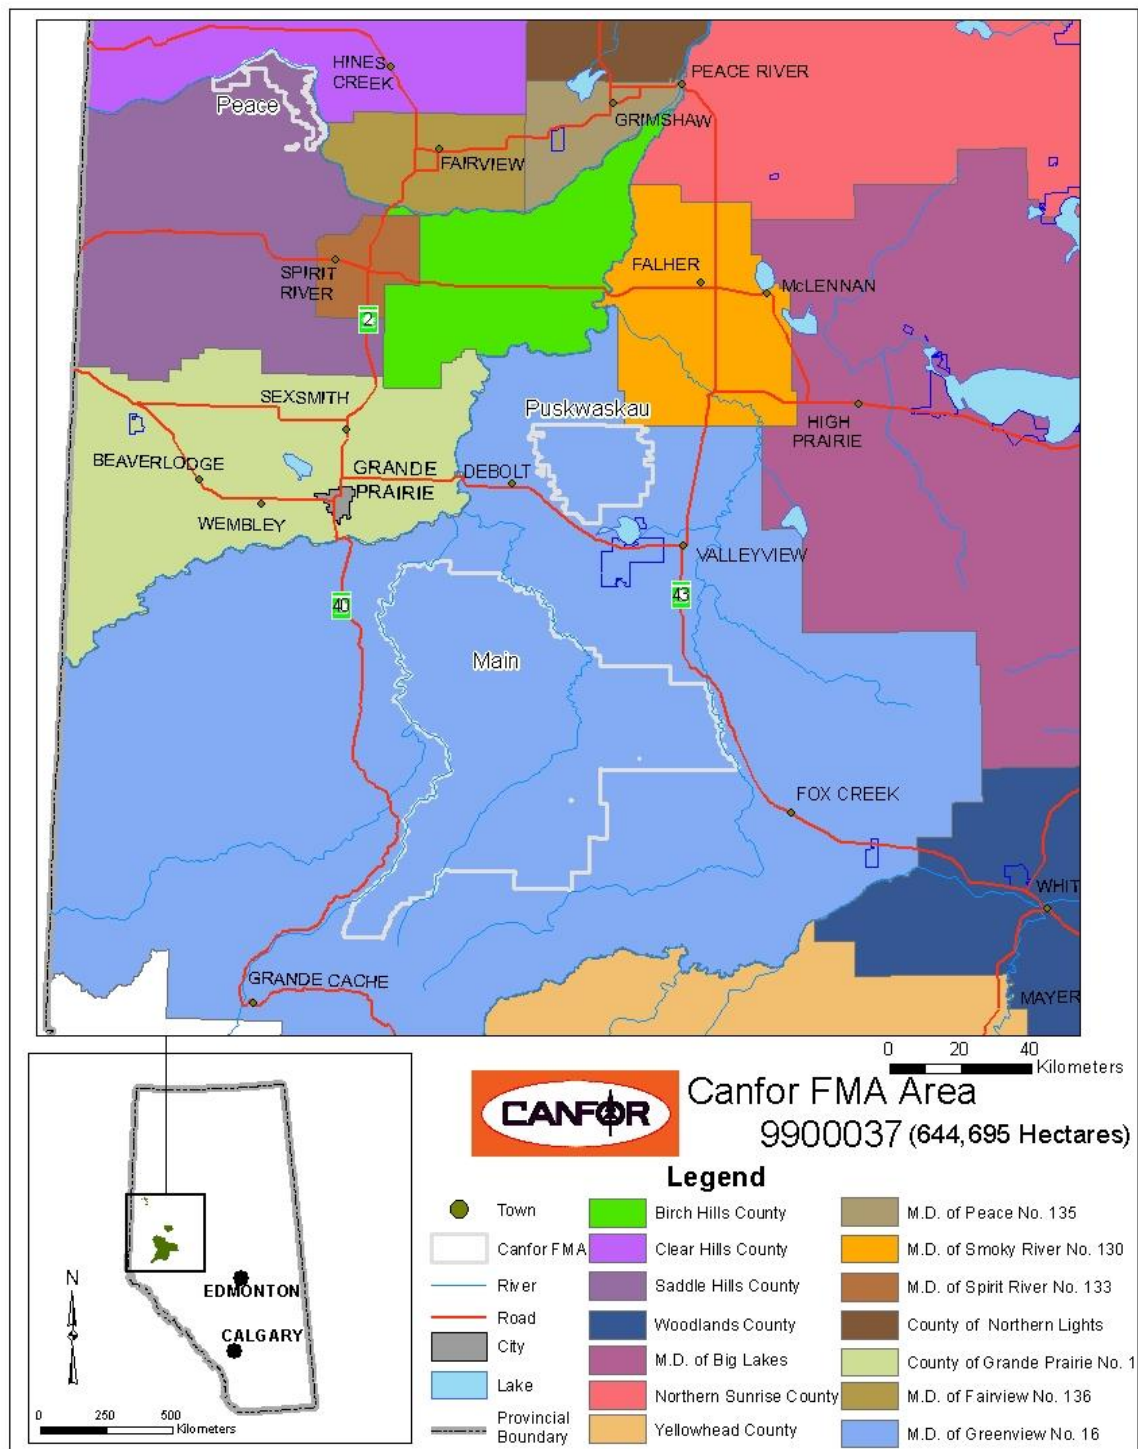 HINES
CREEK
PEACE RIVER
Peace
GRIMSHAW
FAIRVIEW
SPIRIT
RIVER
FALHER
McLENNAN
2
SEXSMITH
Puskwaskau
HIGH
PRAIRIE
BEAVERLODGE
GRANDE
PRAIRIE
DEBOLT
WEMBLEY
VALLEYVIEW
40
43
Main
FOX CREEK
WHIT
GRANDE CACHE
MAYER
0 20 40
Kilometers
CANFOR
Canfor FMA Area
9900037 (644,695 Hectares)
Legend
Town
Canfor FMA
River
Road
City
Lake
Provincial
Boundary
Birch Hills County
Clear Hills County
Saddle Hills County
Woodlands County
M.D. of Big Lakes
Northern Sunrise County
Yellowhead County
M.D. of Peace No. 135
M.D. of Smoky River No. 130
M.D. of Spirit River No. 133
County of Northern Lights
County of Grande Prairie No. 1
M.D. of Fairview No. 136
M.D. of Greenview No. 16
N
EDMONTON
CALGARY
0 250 500
Kilometers